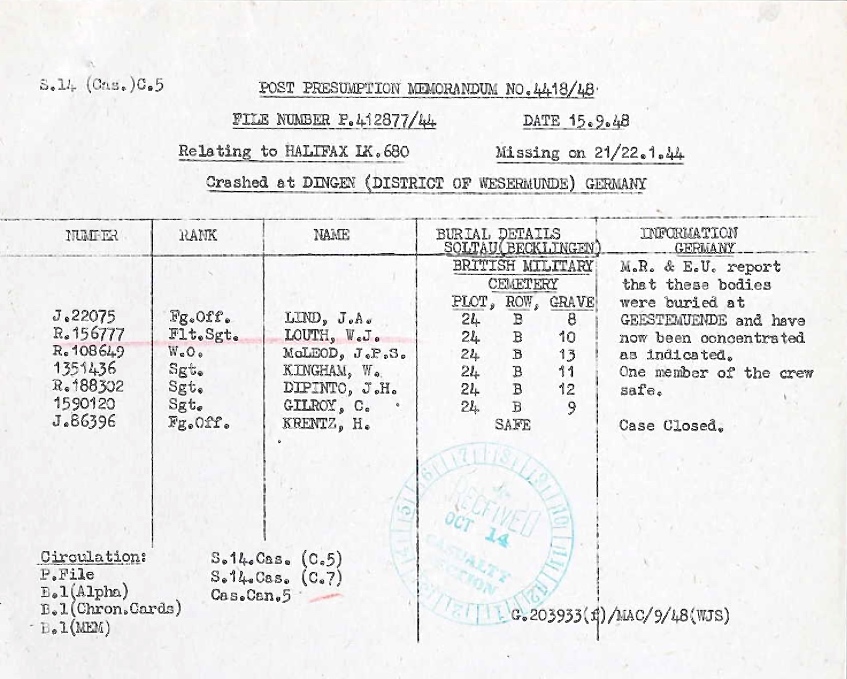 S.14 (Cas.)C.5
POST PRESUMPTION MEMORANDUM NO.4418/48
FILE NUMBER P.412877/44 DATE 15.9.48
Relating to HALIFAX LK.680 Missing on 21/22.1.44
Crashed at DINGEN (DISTRICT OF WESERMUNDE) GERMANY
NUMBER RANK NAME BURIAL DETAILS INFORMATION
SOLTAU(BECKLINGEN) GERMANY
BRITISH MILITARY M.R. & E.U. report
CEMETERY that these bodies
PLOT, ROW, GRAVE were buried at
J.22075 Fg.Off. LIND, J.A. 24 B 8 GEESTEMUENDE and have
R.156777 Flt.Sgt. LOUTH, W.J. 24 B 10 now been concentrated
R.108649 W.O. McLEOD, J.P.S. 24 B 13 as indicated.
1351436 Sgt. KINGHAM, W. 24 B 11 One member of the crew
R.188302 Sgt. DIPINTO, J.H. 24 B 12 safe.
1590120 Sgt. GILROY, C. 24 B 9
J.86396 Fg.Off. KRENTZ, H. SAFE Case Closed.
RECEIVED
OCT 14
CASUALTY
SECTION
Circulation: S.14.Cas. (C.5)
P.File S.14.Cas. (C.7)
B.1(Alpha) Cas.Can.5
B.1(Chron.Cards)
B.1(MEM)
G.203933(f)/MAC/9/48(WJS)